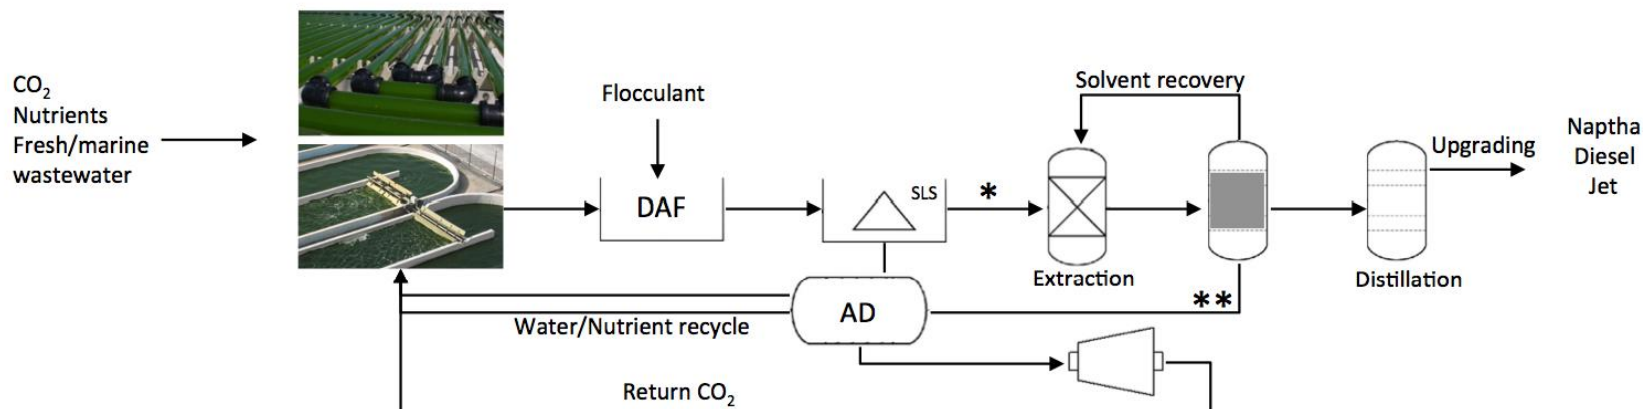 CO₂
Nutrients
Fresh/marine
wastewater
Flocculant
DAF
SLS
*
Solvent recovery
Extraction
**
Distillation
Upgrading
Naptha
Diesel
Jet
AD
Water/Nutrient recycle
Return CO₂